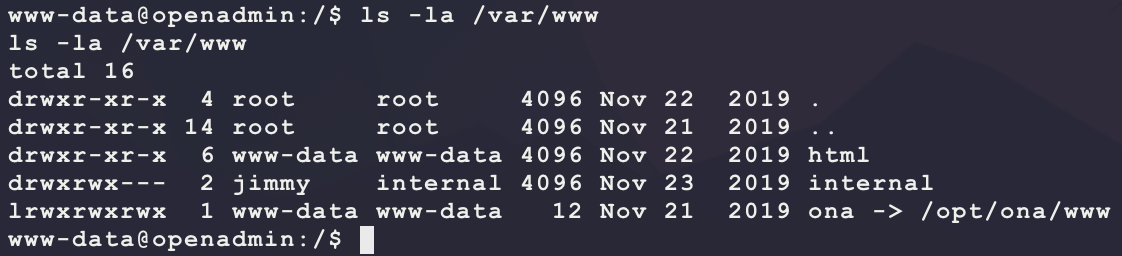 www-data@openadmin:/$ ls -la /var/www
ls -la /var/www
total 16
drwxr-xr-x  4 root     root     4096 Nov 22  2019 .
drwxr-xr-x 14 root     root     4096 Nov 21  2019 ..
drwxr-xr-x  6 www-data www-data 4096 Nov 22  2019 html
drwxrwx---  2 jimmy    internal 4096 Nov 23  2019 internal
lrwxrwxrwx  1 www-data www-data   12 Nov 21  2019 ona -> /opt/ona/www
www-data@openadmin:/$